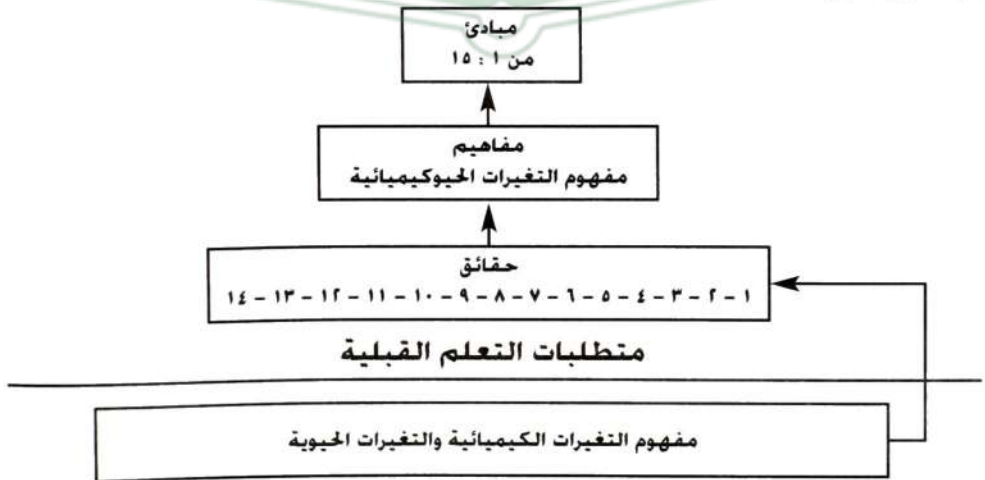 مبادئ
من ١ : ١٥
مفاهيم
مفهوم التغيرات الحيوكيميائية
حقائق
١ - ٢ - ٣ - ٤ - ٥ - ٦ - ٧ - ٨ - ٩ - ١٠ - ١١ - ١٢ - ١٣ - ١٤
متطلبات التعلم القبلية
مفهوم التغيرات الكيميائية والتغيرات الحيوية